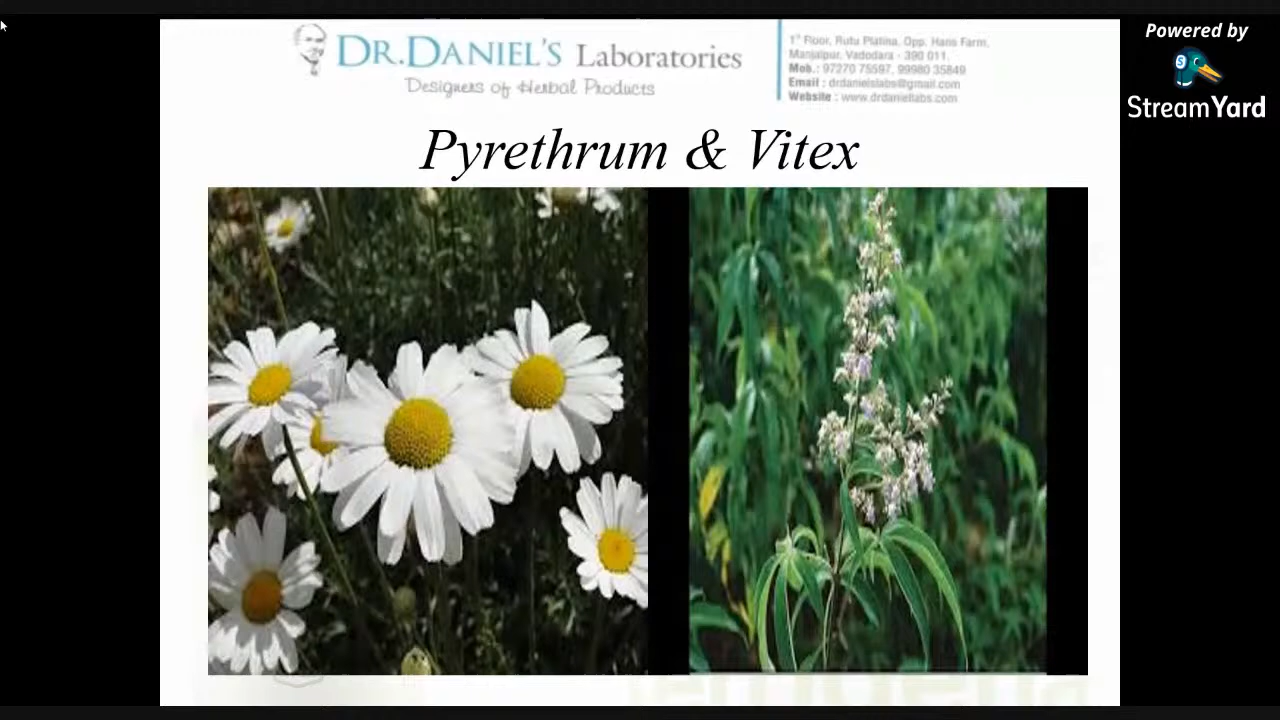 DR.DANIEL'S Laboratories
Designers of Herbal Products
1st Floor, Rutu Platina, Opp. Haris Farm,
Manjalpur, Vadodara - 390 011.
Mob.: 97270 75597, 99980 35849
Email : drdanielslabs@gmail.com
Website : www.drdaniellabs.com
Powered by
StreamYard
Pyrethrum & Vitex